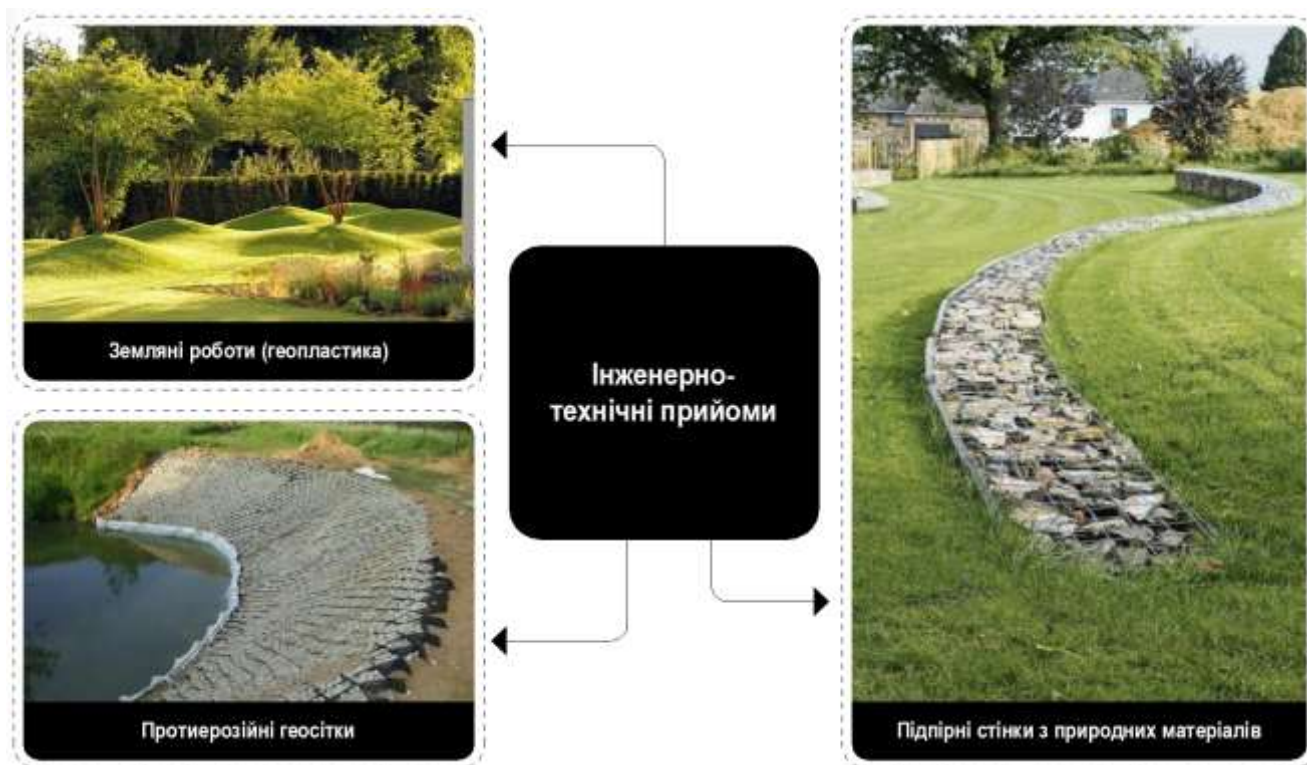 Земляні роботи (геопластика)
Інженерно-
технічні прийоми
Протиерозійні геосітки
Підпірні стінки з природних матеріалів